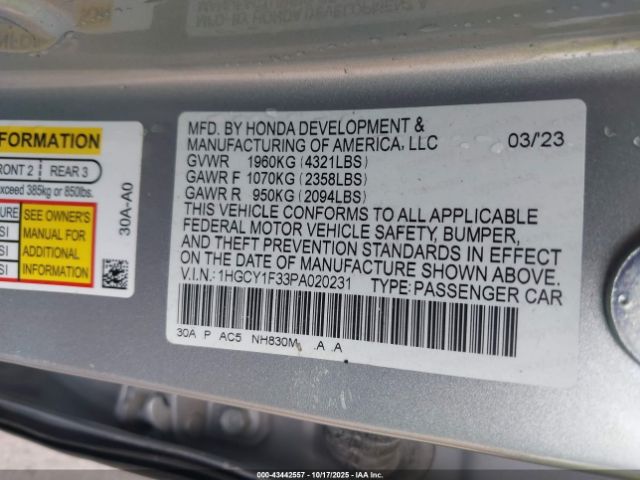 MFD. BY HONDA DEVELOPMENT &
MANUFACTURING OF AMERICA, LLC 03/'23
GVWR 1960KG (4321LBS)
GAWR F 1070KG (2358LBS)
GAWR R 950KG (2094LBS)
THIS VEHICLE CONFORMS TO ALL APPLICABLE
FEDERAL MOTOR VEHICLE SAFETY, BUMPER,
AND THEFT PREVENTION STANDARDS IN EFFECT
ON THE DATE OF MANUFACTURE SHOWN ABOVE.
V.I.N.: 1HGCY1F33PA020231 TYPE: PASSENGER CAR
30A P AC5 NH830M .A .A
FORMATION
RONT 2 REAR 3
exceed 385kg or 850lbs.
URE SEE OWNER'S
SI MANUAL FOR
SI ADDITIONAL
SI INFORMATION
30A-A0
00-43442557 | 10/17/2025 - IAAI, Inc